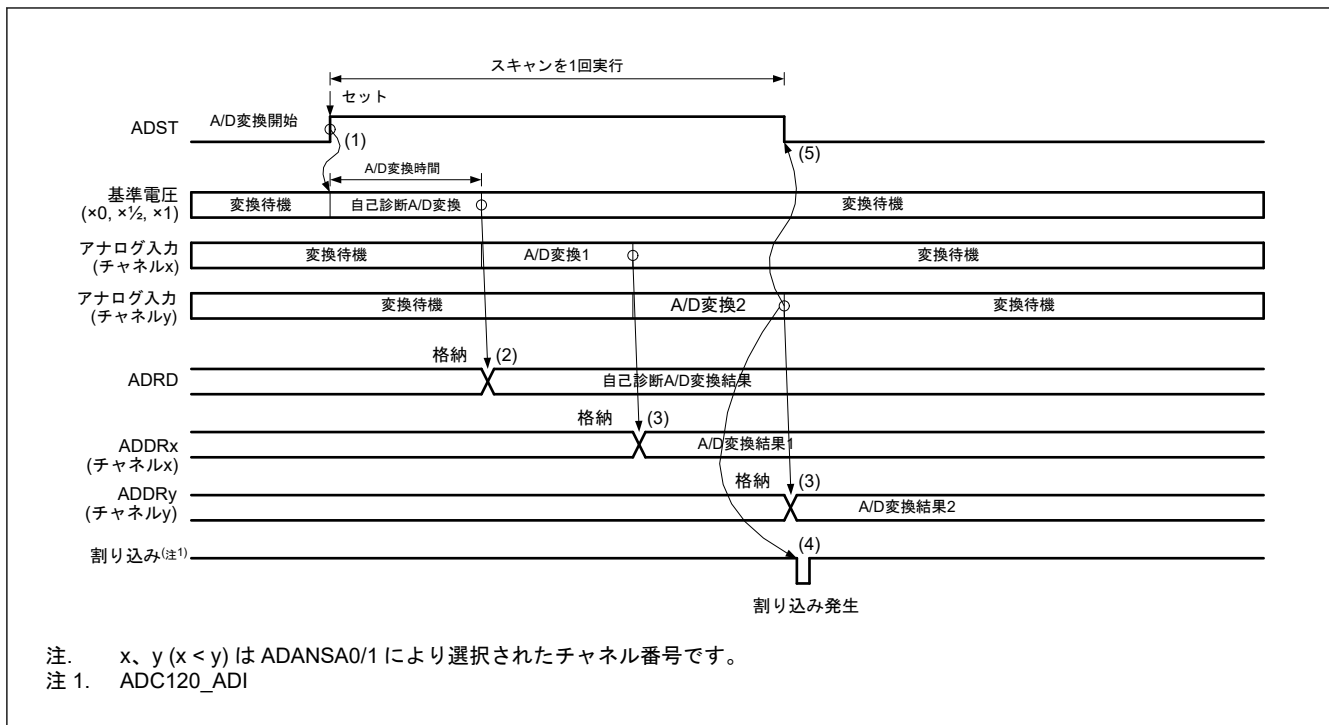 スキャンを1回実行
セット
ADST
A/D変換開始
(1)
(5)
A/D変換時間
基準電圧
(×0, ×½, ×1)
変換待機
自己診断A/D変換
変換待機
アナログ入力
(チャネルx)
変換待機
A/D変換1
変換待機
アナログ入力
(チャネルy)
変換待機
A/D変換2
変換待機
格納
(2)
ADRD
自己診断A/D変換結果
格納
(3)
ADDRx
(チャネルx)
A/D変換結果1
格納
(3)
ADDRy
(チャネルy)
A/D変換結果2
割り込み(注1)
(4)
割り込み発生
注. x、y (x < y) は ADANSA0/1 により選択されたチャネル番号です。
注 1. ADC120_ADI